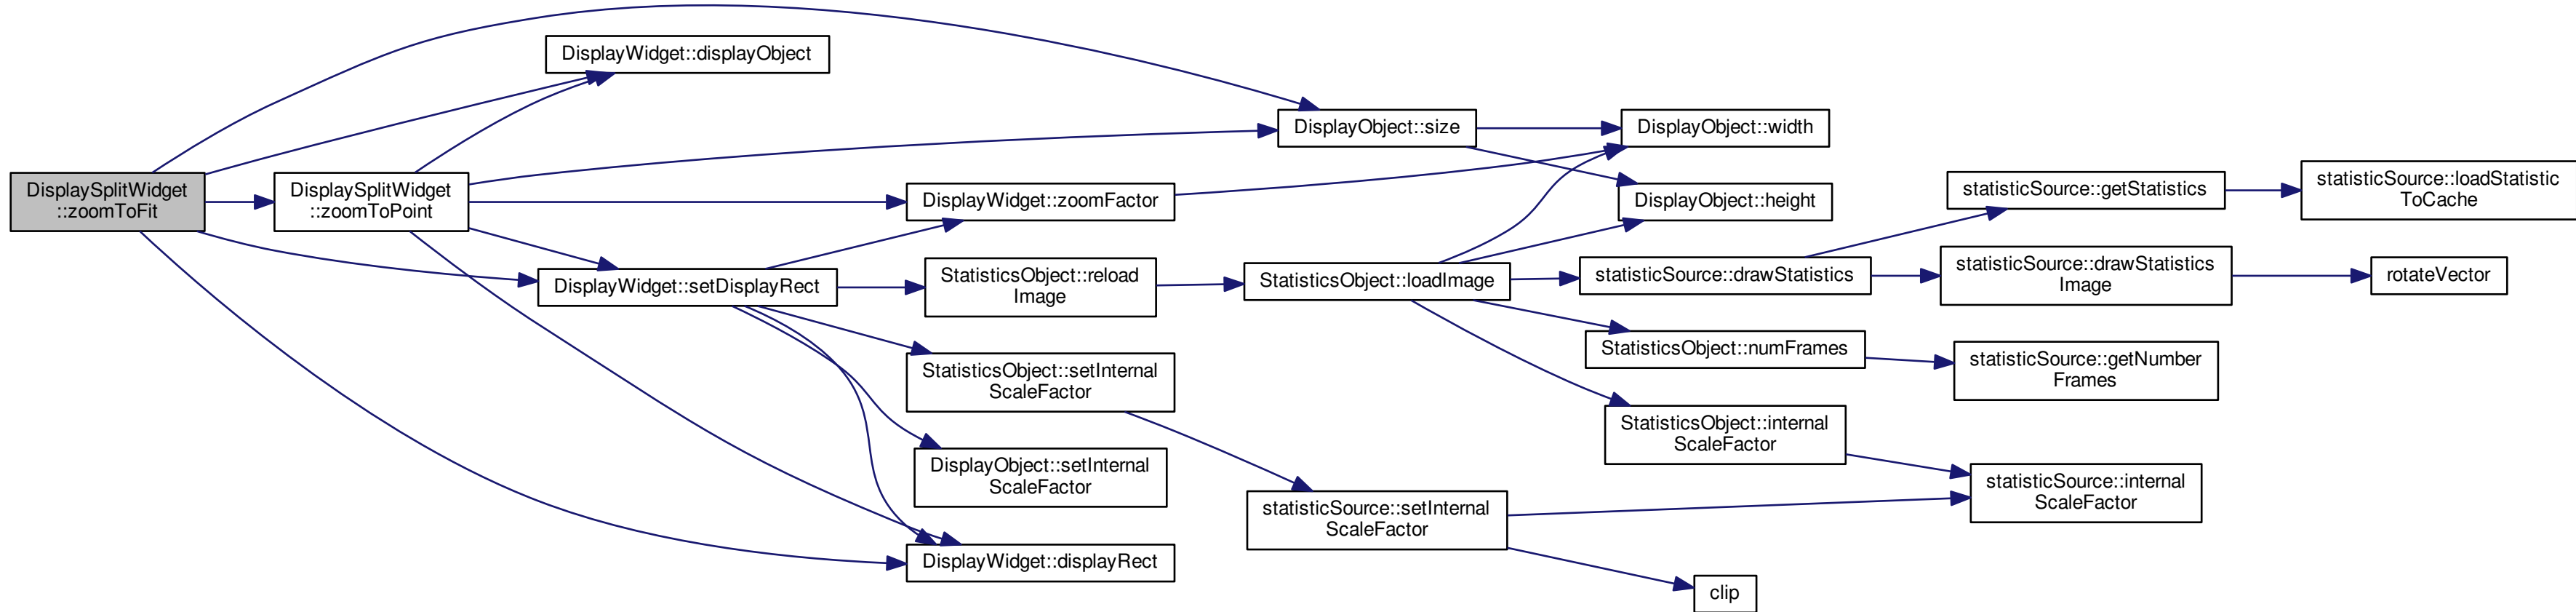 DisplaySplitWidget
::zoomToFit
DisplayWidget::displayObject
DisplaySplitWidget
::zoomToPoint
DisplayWidget::setDisplayRect
DisplayWidget::zoomFactor
StatisticsObject::reload
Image
StatisticsObject::setInternal
ScaleFactor
DisplayObject::setInternal
ScaleFactor
DisplayWidget::displayRect
DisplayObject::size
StatisticsObject::loadImage
statisticSource::setInternal
ScaleFactor
DisplayObject::width
DisplayObject::height
statisticSource::drawStatistics
StatisticsObject::numFrames
StatisticsObject::internal
ScaleFactor
clip
statisticSource::getStatistics
statisticSource::drawStatistics
Image
statisticSource::getNumber
Frames
statisticSource::internal
ScaleFactor
statisticSource::loadStatistic
ToCache
rotateVector